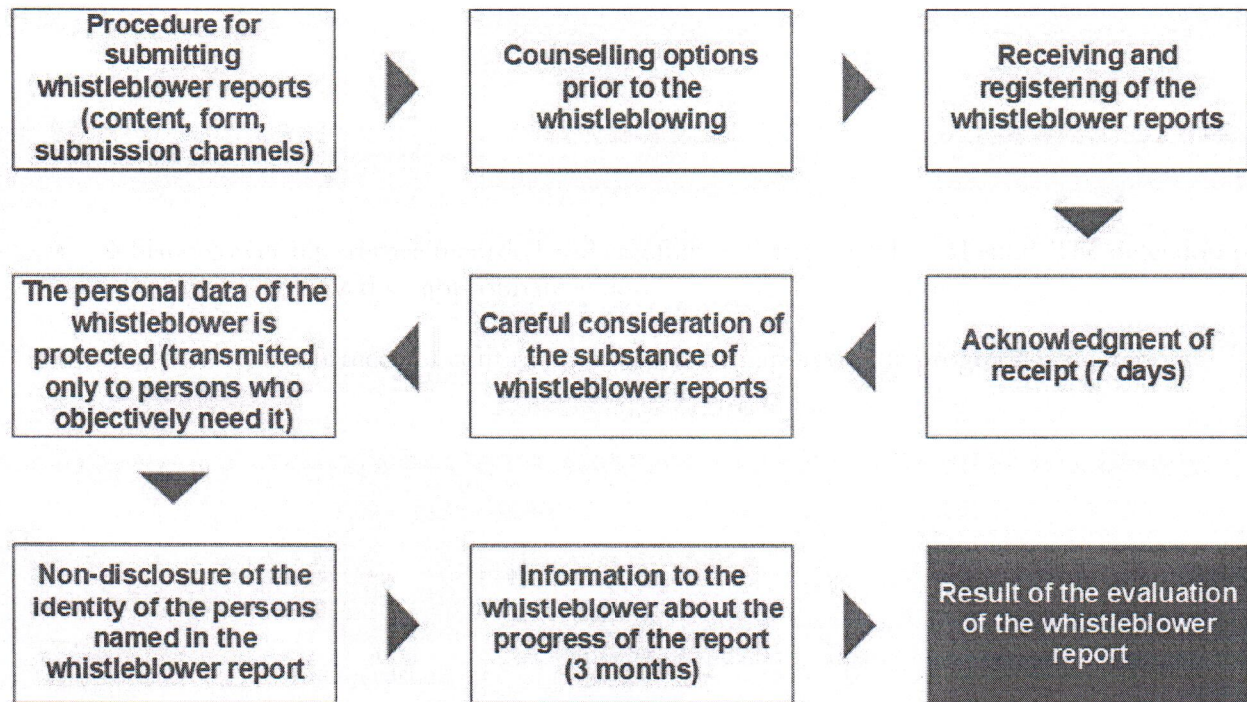 Procedure for
submitting
whistleblower reports
(content, form,
submission channels)
Counselling options
prior to the
whistleblowing
Receiving and
registering of the
whistleblower reports
Acknowledgment of
receipt (7 days)
Careful consideration of
the substance of
whistleblower reports
The personal data of the
whistleblower is
protected (transmitted
only to persons who
objectively need it)
Non-disclosure of the
identity of the persons
named in the
whistleblower report
Information to the
whistleblower about the
progress of the report
(3 months)
Result of the evaluation
of the whistleblower
report